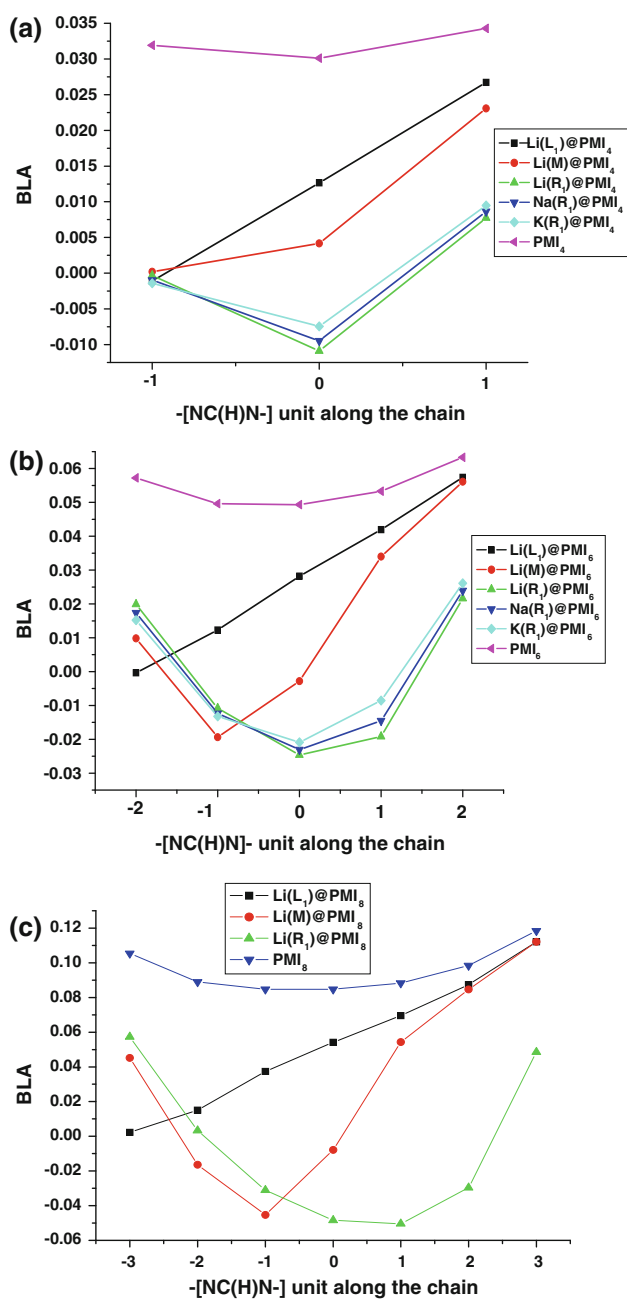 (a)
0.035
0.030
0.025
0.020
0.015
0.010
0.005
0.000
-0.005
-0.010
BLA
Li(L₁)@PMI₄
Li(M)@PMI₄
Li(R₁)@PMI₄
Na(R₁)@PMI₄
K(R₁)@PMI₄
PMI₄
-1 0 1
-[NC(H)N-] unit along the chain
(b)
0.06
0.05
0.04
0.03
0.02
0.01
0.00
-0.01
-0.02
-0.03
BLA
Li(L₁)@PMI₆
Li(M)@PMI₆
Li(R₁)@PMI₆
Na(R₁)@PMI₆
K(R₁)@PMI₆
PMI₆
-2 -1 0 1 2
-[NC(H)N]- unit along the chain
(c)
Li(L₁)@PMI₈
Li(M)@PMI₈
Li(R₁)@PMI₈
PMI₈
0.12
0.10
0.08
0.06
0.04
0.02
0.00
-0.02
-0.04
-0.06
BLA
-3 -2 -1 0 1 2 3
-[NC(H)N-] unit along the chain